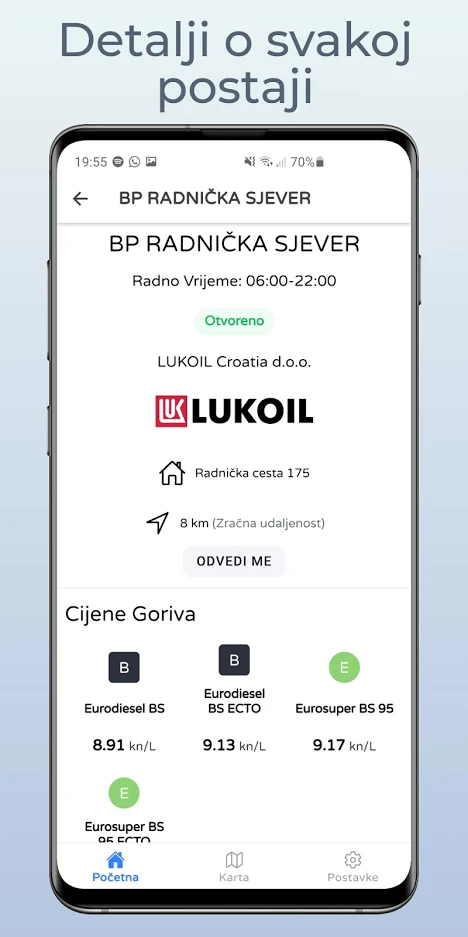 Detalji o svakoj
postaji
19:55 70%
BP RADNIČKA SJEVER
BP RADNIČKA SJEVER
Radno Vrijeme: 06:00-22:00
Otvoreno
LUKOIL Croatia d.o.o.
LUK LUKOIL
Radnička cesta 175
8 km (Zračna udaljenost)
ODVEDI ME
Cijene Goriva
B B E
Eurodiesel BS
Eurodiesel
BS ECTO
Eurosuper BS 95
8.91 kn/L 9.13 kn/L 9.17 kn/L
E
Eurosuper BS
95 ECTO
Početna Karta Postavke